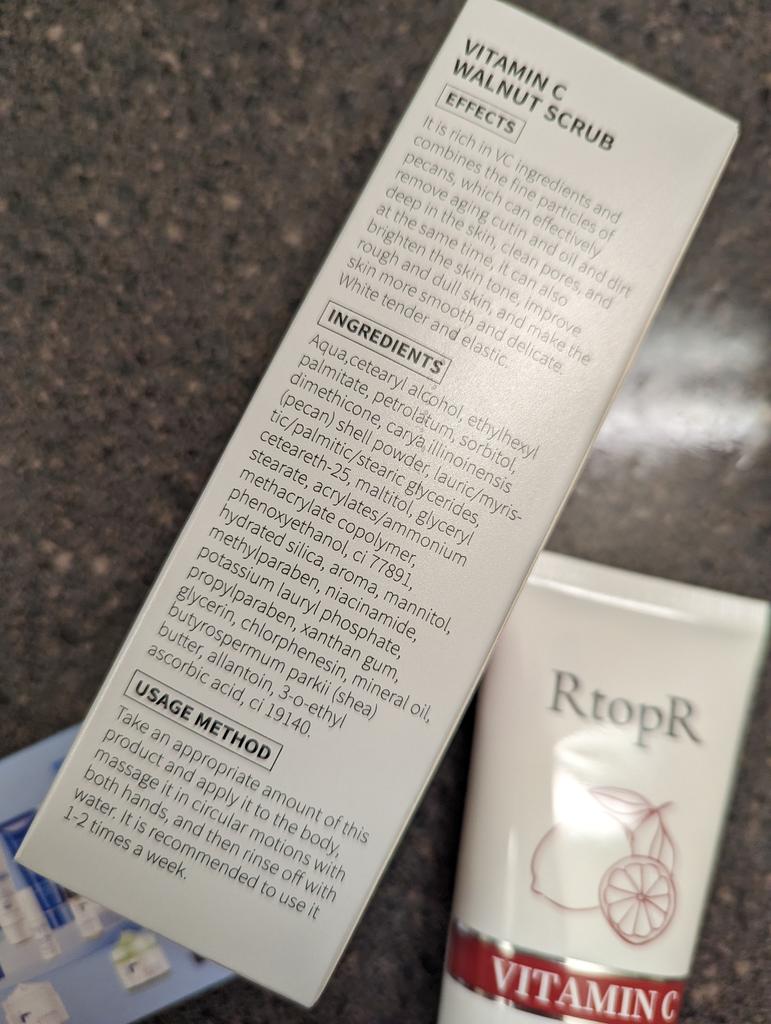 VITAMIN C
WALNUT SCRUB
EFFECTS
It is rich in VC ingredients and
combines the fine particles of
pecans, which can effectively
remove aging cutin and oil and dirt
deep in the skin, clean pores, and
at the same time, it can also
brighten the skin tone, improve
rough and dull skin, and make the
skin more smooth and delicate.
White tender and elastic.
INGREDIENTS
Aqua,cetearyl alcohol, ethylhexyl
palmitate, petrolatum, sorbitol,
dimethicone, carya illinoinensis
(pecan) shell powder, lauric/myris-
tic/palmitic/stearic glycerides,
ceteareth-25, maltitol, glyceryl
stearate, acrylates/ammonium
methacrylate copolymer,
phenoxyethanol, ci 77891,
hydrated silica, aroma, mannitol,
methylparaben, niacinamide,
potassium lauryl phosphate,
propylparaben, xanthan gum,
glycerin, chlorphenesin, mineral oil,
butyrospermum parkii (shea)
butter, allantoin, 3-o-ethyl
ascorbic acid, ci 19140.
USAGE METHOD
Take an appropriate amount of this
product and apply it to the body,
massage it in circular motions with
both hands, and then rinse off with
water. It is recommended to use it
1-2 times a week.
RtopR
VITAMIN C